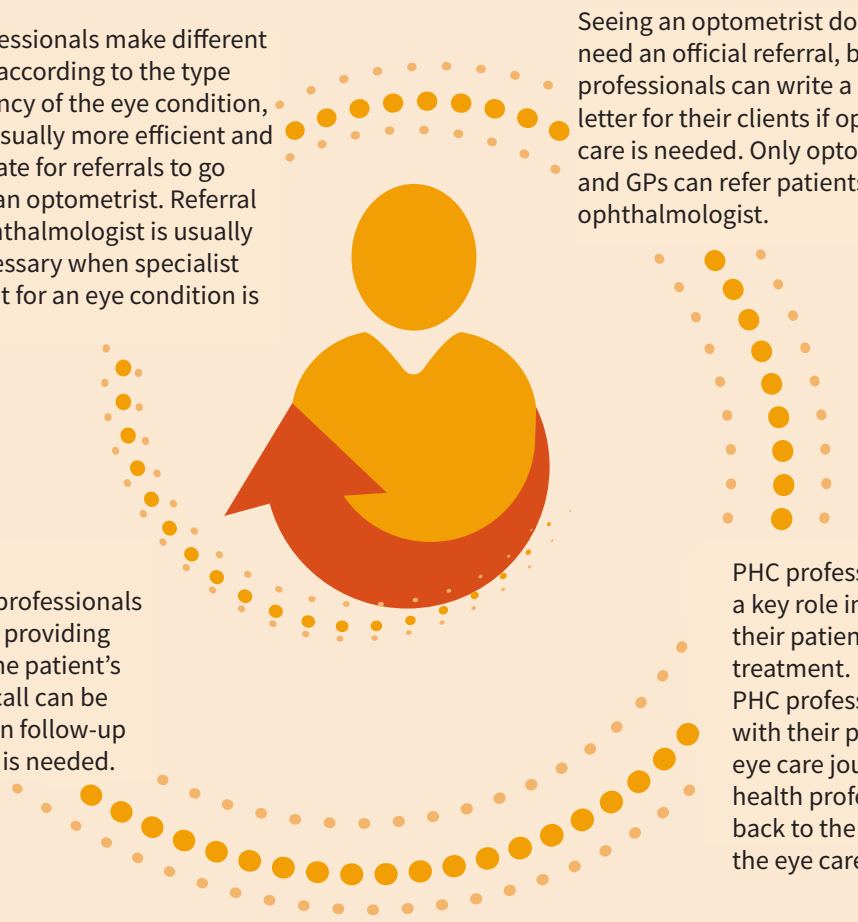 essionals make different
according to the type
ncy of the eye condition,
sually more efficient and
ate for referrals to go
an optometrist. Referral
hthalmologist is usually
essary when specialist
t for an eye condition is
Seeing an optometrist do
need an official referral, b
professionals can write a
letter for their clients if op
care is needed. Only opto
and GPs can refer patients
ophthalmologist.
professionals
providing
he patient’s
call can be
n follow-up
is needed.
PHC profess
a key role in
their patien
treatment.
PHC profess
with their p
eye care jou
health profe
back to the
the eye care